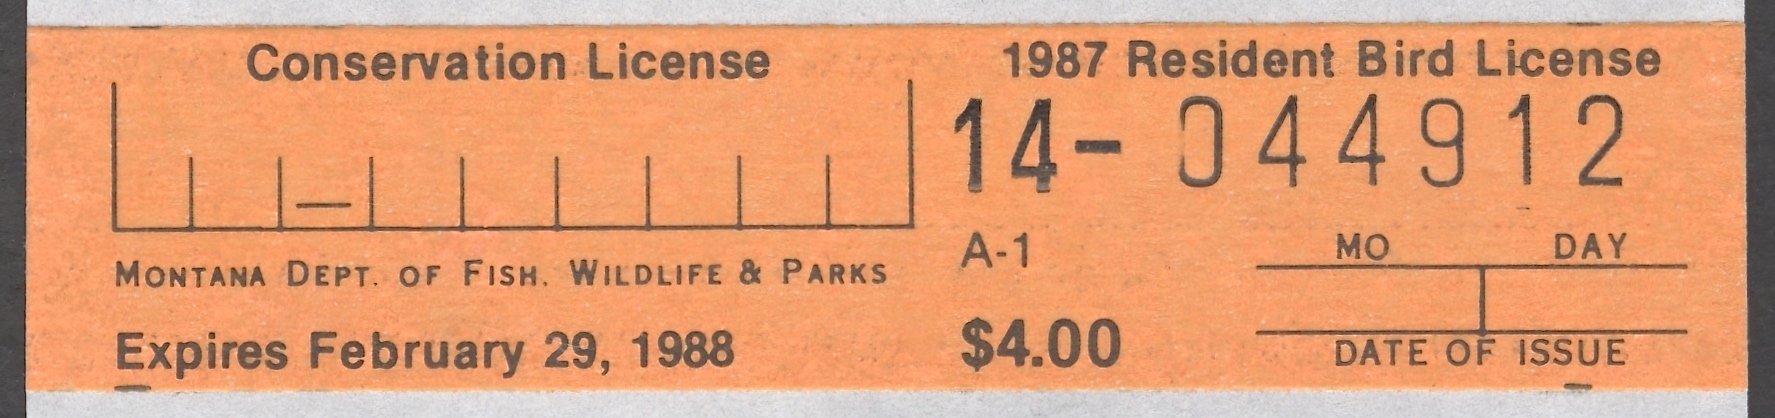 Conservation License
MONTANA DEPT. OF FISH. WILDLIFE & PARKS
Expires February 29, 1988
1987 Resident Bird License
14- 044912
A-1
MO DAY
$4.00
DATE OF ISSUE